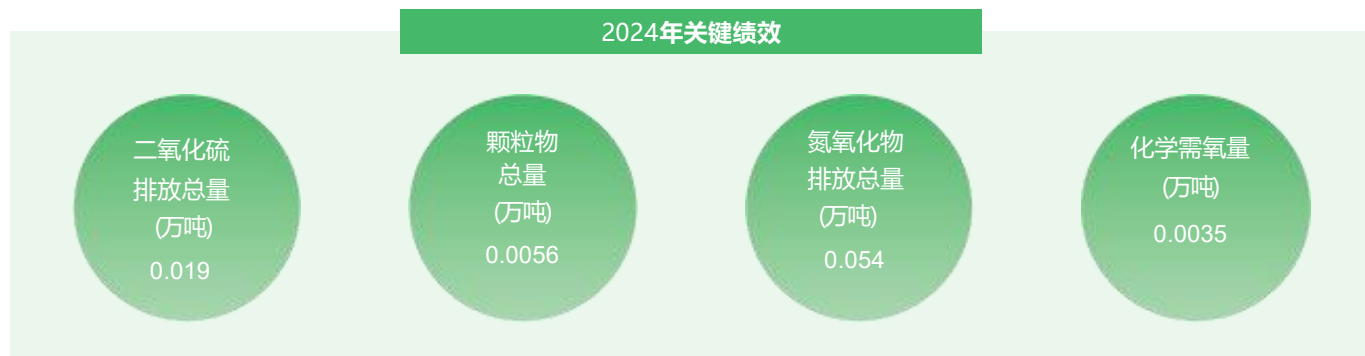 2024年关键绩效
二氧化硫
排放总量
(万吨)
0.019
颗粒物
总量
(万吨)
0.0056
氮氧化物
排放总量
(万吨)
0.054
化学需氧量
(万吨)
0.0035